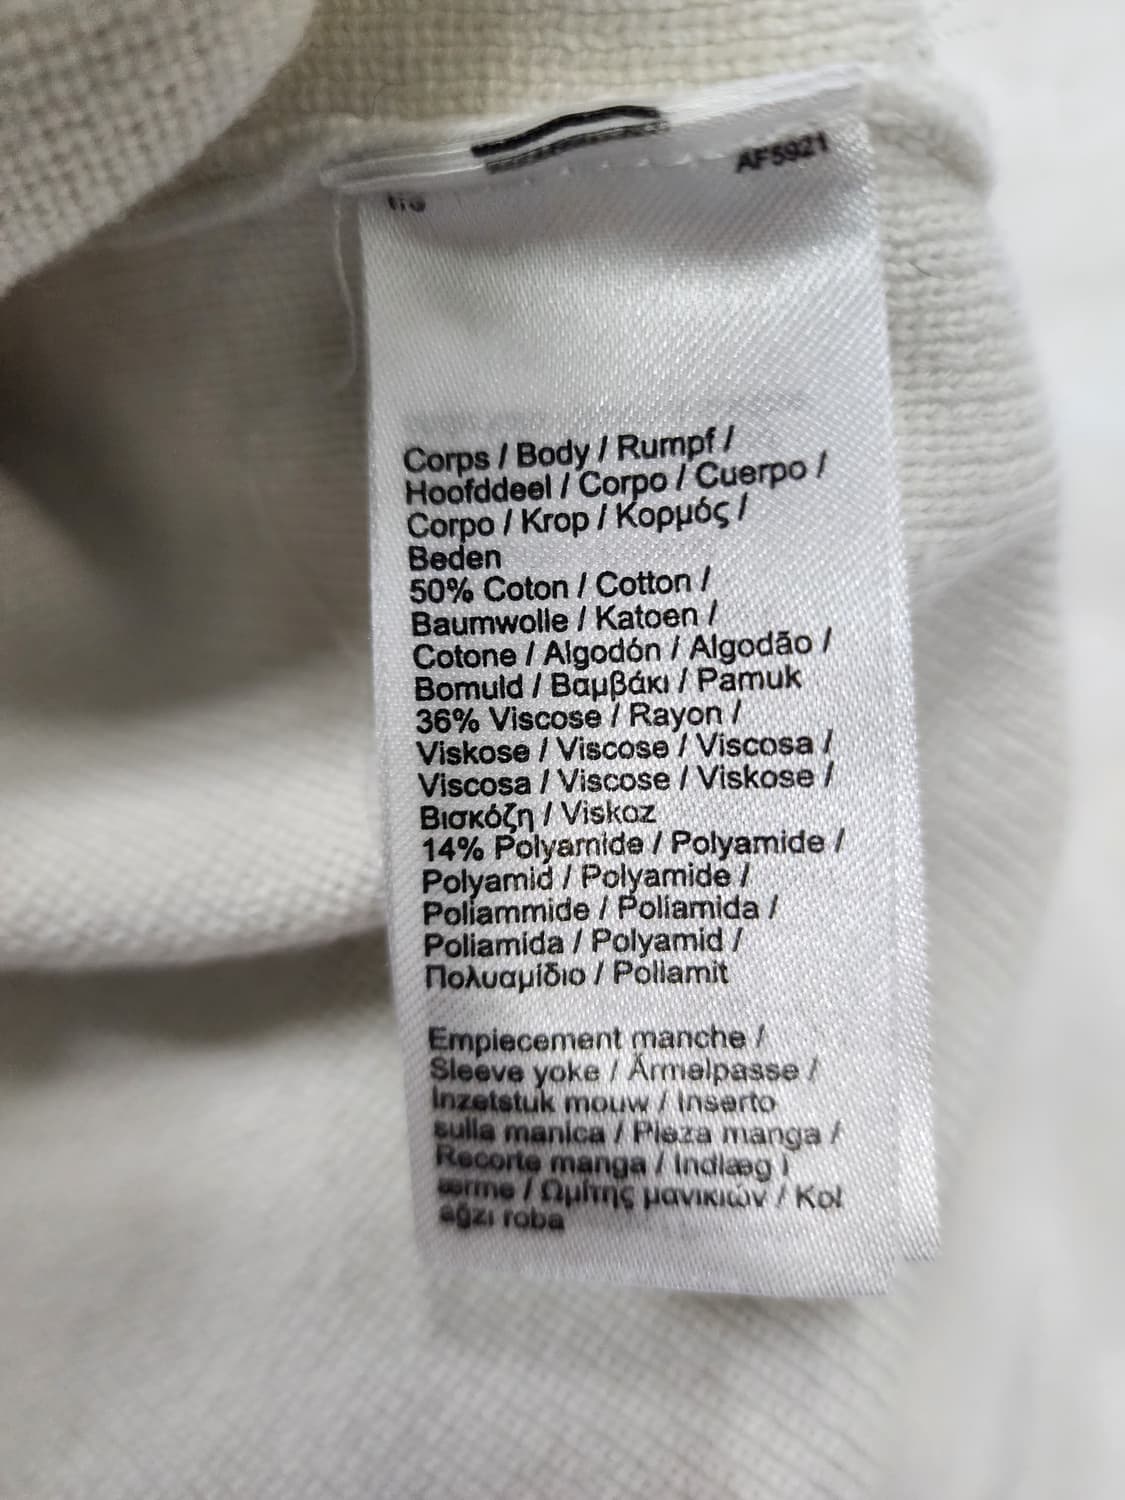 AF5921
Corps / Body / Rumpf /
Hoofddeel / Corpo / Cuerpo /
Corpo / Krop / Κορμός /
Beden
50% Coton / Cotton /
Baumwolle / Katoen /
Cotone / Algodón / Algodão /
Bomuld / Βαμβάκι / Pamuk
36% Viscose / Rayon /
Viskose / Viscose / Viscosa /
Viscosa / Viscose / Viskose /
Βισκόζη / Viskoz
14% Polyamide / Polyamide /
Polyamid / Polyamide /
Poliammide / Poliamida /
Poliamida / Polyamid /
Πολυαμίδιο / Poliamit
Empiecement manche /
Sleeve yoke / Ärmelpasse /
Inzetstuk mouw / Inserto
sulla manica / Pieza manga /
Recorte manga / Indlæg i
ærme / Ωμίτης μανικιών / Kol
ağzı roba